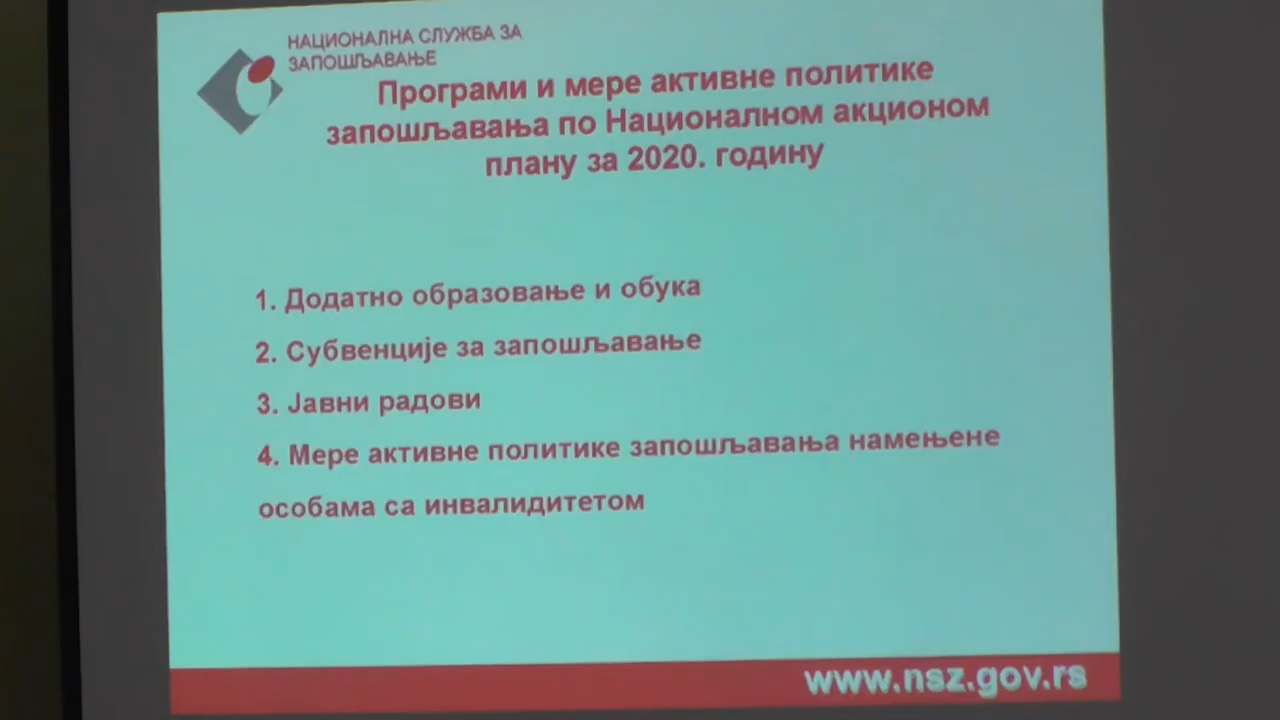 НАЦИОНАЛНА СЛУЖБА ЗА
ЗАПОШЉАВАЊЕ
Програми и мере активне политике
запошљавања по Националном акционом
плану за 2020. годину
1. Додатно образовање и обука
2. Субвенције за запошљавање
3. Јавни радови
4. Мере активне политике запошљавања намењене
особама са инвалидитетом
www.nsz.gov.rs